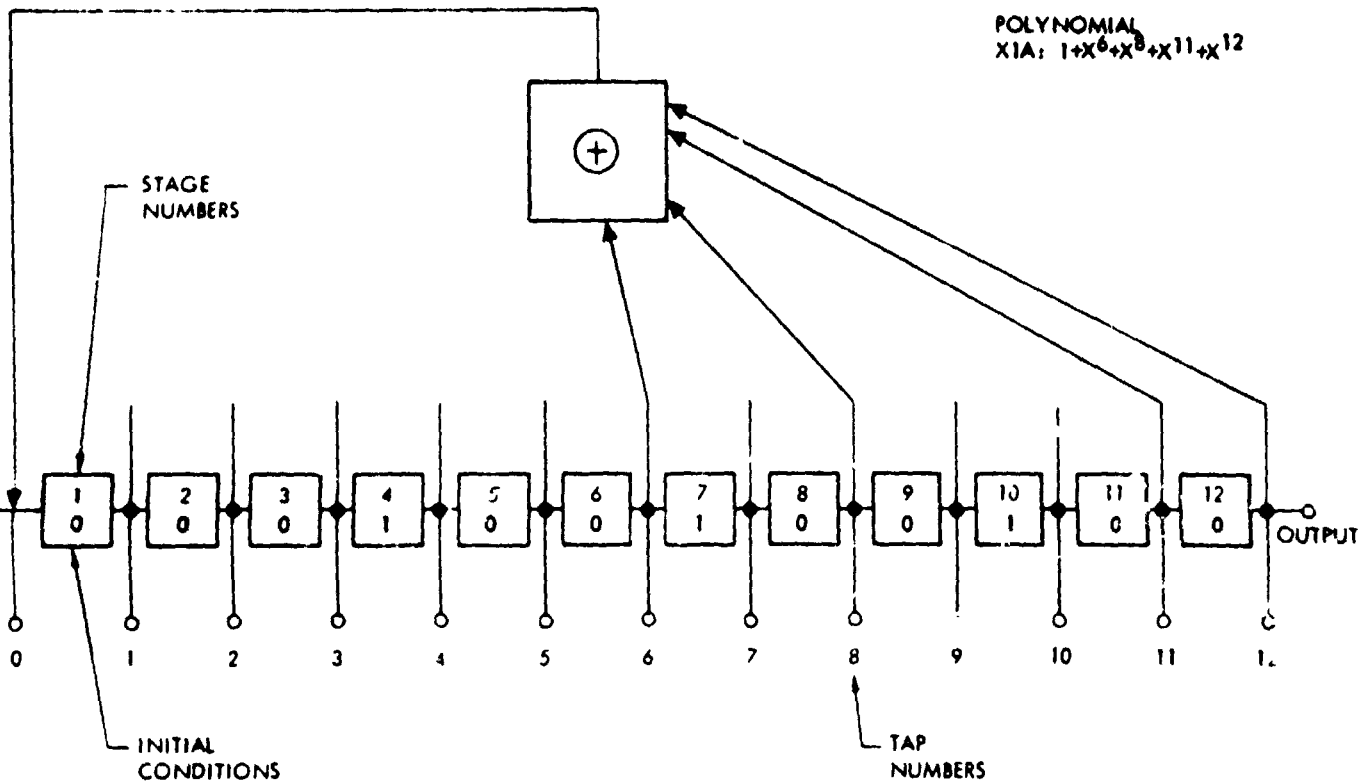 POLYNOMIAL
X1A: 1+X⁶+X⁸+X¹¹+X¹²
+
STAGE
NUMBERS
1 2 3 4 5 6 7 8 9 10 11 12
0 0 0 1 0 0 1 0 0 1 0 0
OUTPUT
0 1 2 3 4 5 6 7 8 9 10 11
INITIAL
CONDITIONS
TAP
NUMBERS